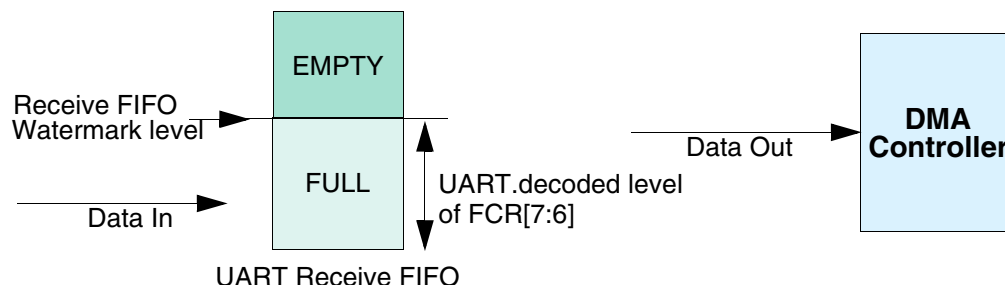 EMPTY
Receive FIFO
Watermark level
FULL
Data In
UART.decoded level
of FCR[7:6]
UART Receive FIFO
Data Out
DMA
Controller